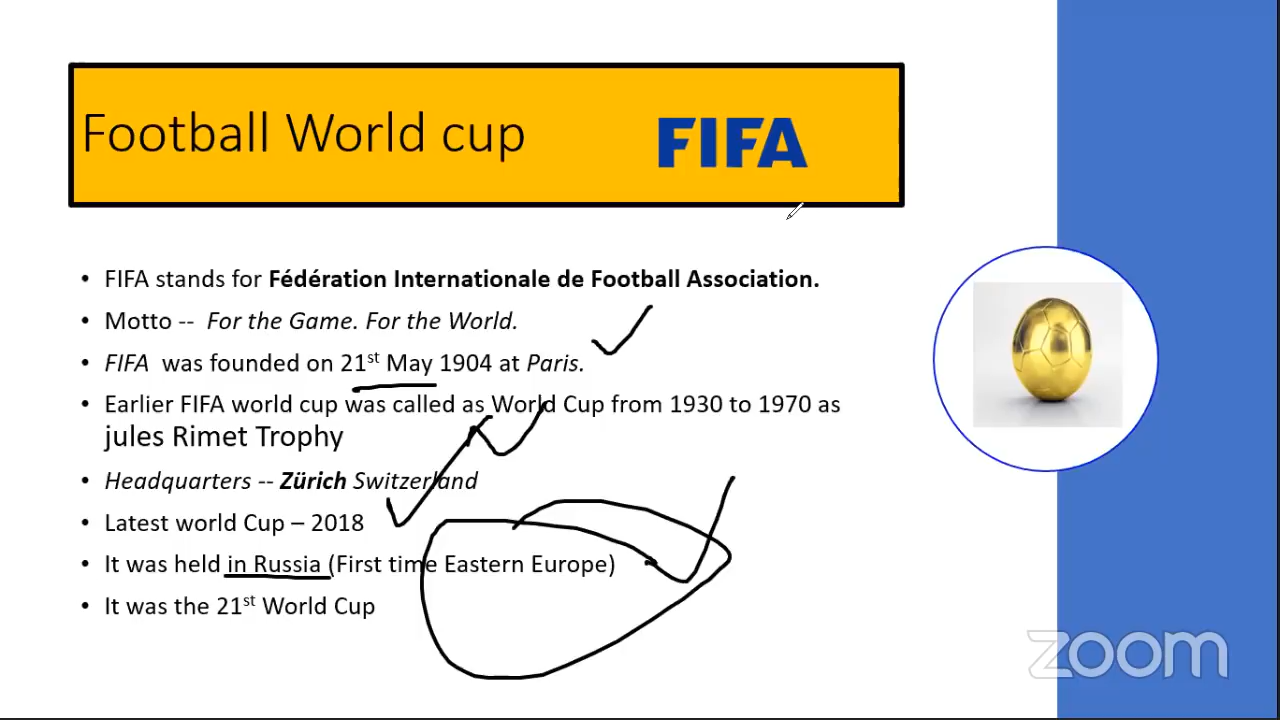 Football World cup
FIFA
• FIFA stands for Fédération Internationale de Football Association.
• Motto -- For the Game. For the World.
• FIFA was founded on 21st May 1904 at Paris.
• Earlier FIFA world cup was called as World Cup from 1930 to 1970 as
jules Rimet Trophy
• Headquarters -- Zürich Switzerland
• Latest world Cup – 2018
• It was held in Russia (First time Eastern Europe)
• It was the 21st World Cup
zoom